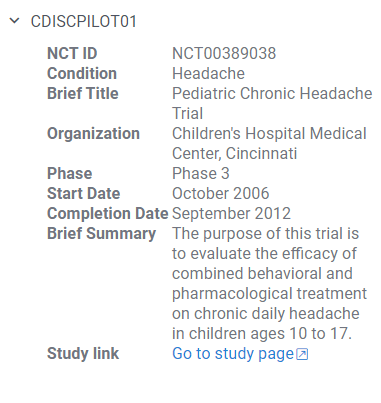 CDISCPILOT01
NCT ID NCT00389038
Condition Headache
Brief Title Pediatric Chronic Headache
Trial
Organization Children's Hospital Medical
Center, Cincinnati
Phase Phase 3
Start Date October 2006
Completion Date September 2012
Brief Summary The purpose of this trial is
to evaluate the efficacy of
combined behavioral and
pharmacological treatment
on chronic daily headache
in children ages 10 to 17.
Study link Go to study page